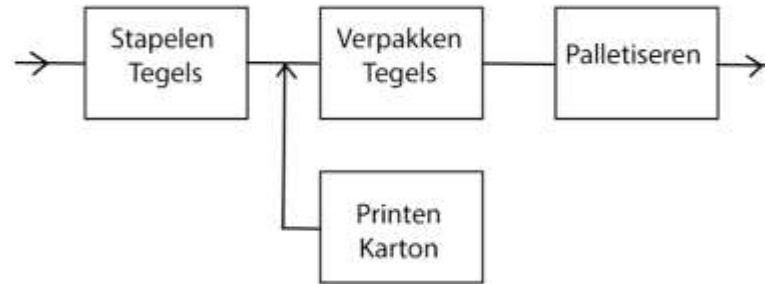 Stapelen
Tegels
Verpakken
Tegels
Palletiseren
Printen
Karton